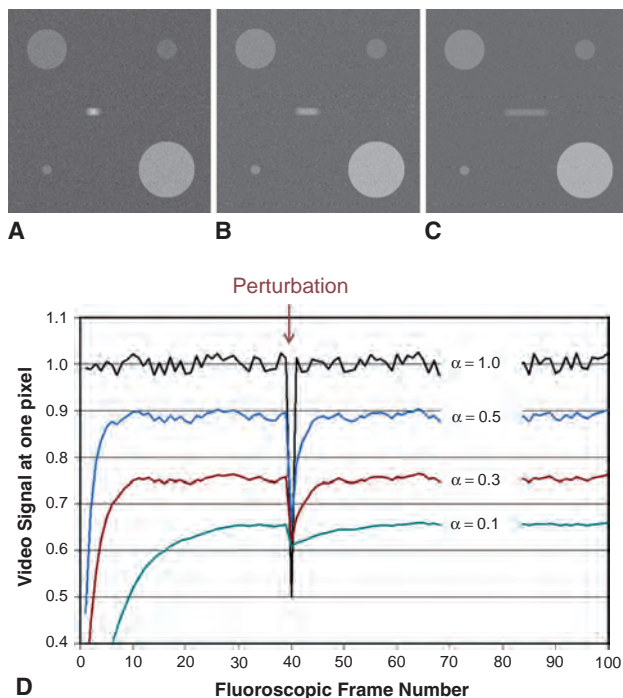 A
B
C
Perturbation
1.1
1.0
0.9
0.8
0.7
0.6
0.5
0.4
Video Signal at one pixel
α = 1.0
α = 0.5
α = 0.3
α = 0.1
0 10 20 30 40 50 60 70 80 90 100
D
Fluoroscopic Frame Number